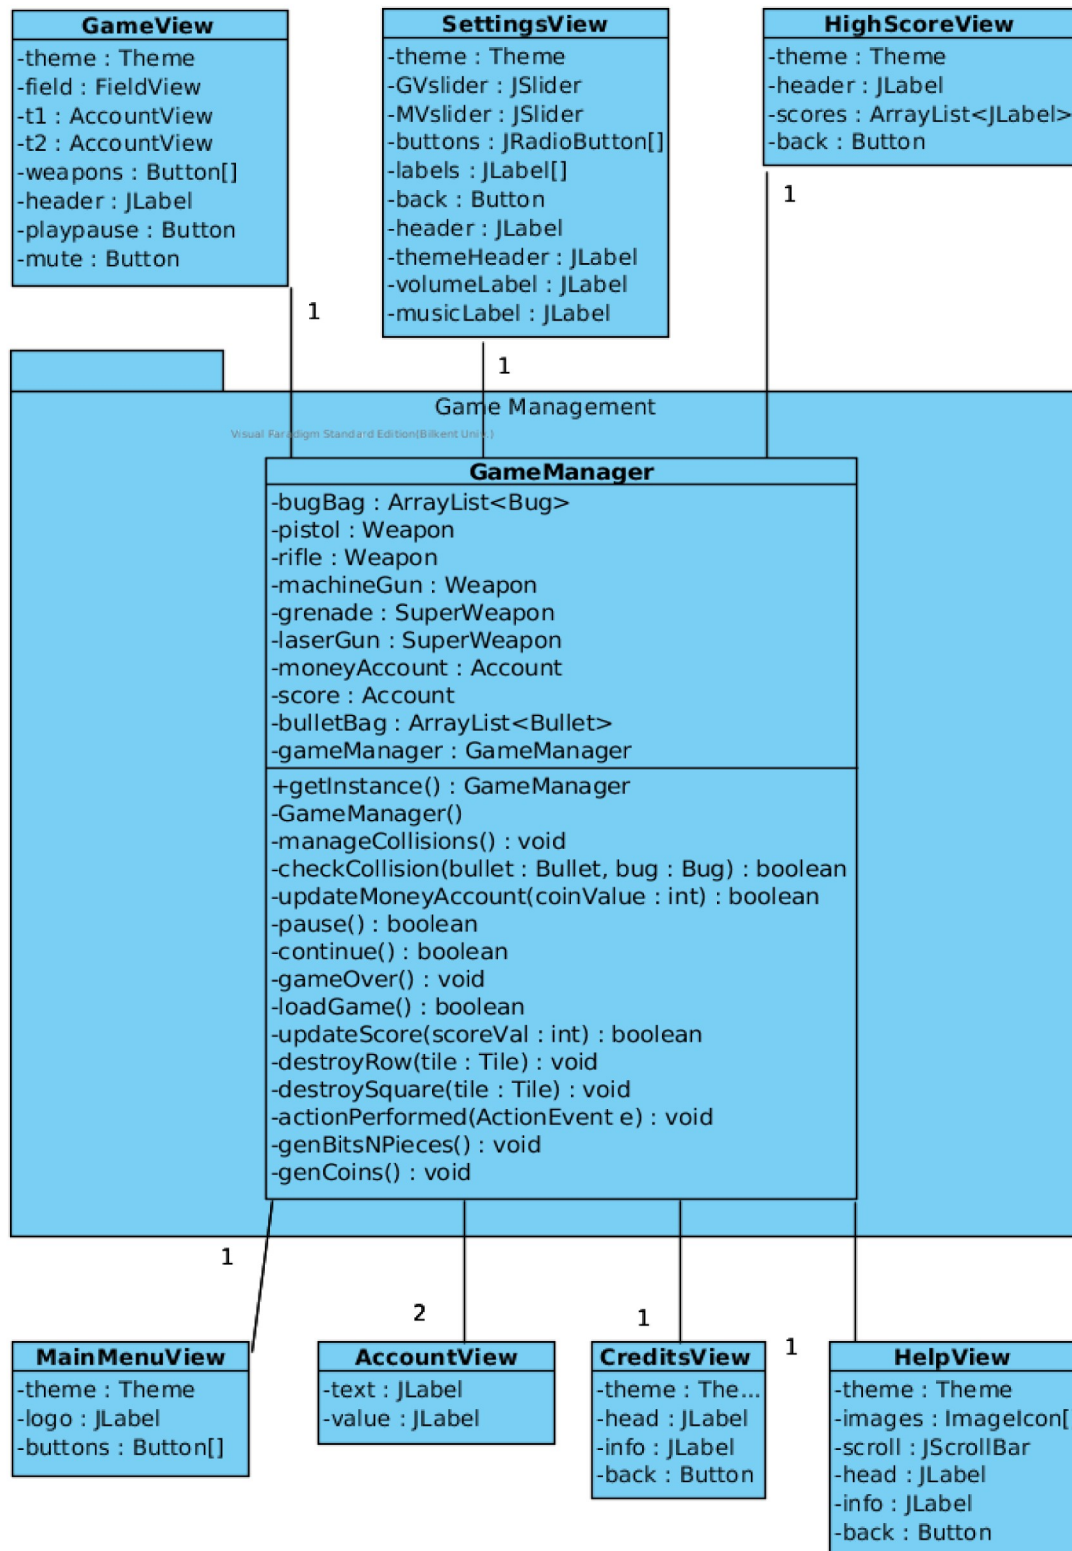 GameView
-theme : Theme
-field : FieldView
-t1 : AccountView
-t2 : AccountView
-weapons : Button[]
-header : JLabel
-playpause : Button
-mute : Button
1
SettingsView
-theme : Theme
-GVslider : JSlider
-MVslider : JSlider
-buttons : JRadioButton[]
-labels : JLabel[]
-back : Button
-header : JLabel
-themeHeader : JLabel
-volumeLabel : JLabel
-musicLabel : JLabel
1
HighScoreView
-theme : Theme
-header : JLabel
-scores : ArrayList<JLabel>
-back : Button
1
Game Management
Visual Paradigm Standard Edition(Bilkent Univ.)
GameManager
-bugBag : ArrayList<Bug>
-pistol : Weapon
-rifle : Weapon
-machineGun : Weapon
-grenade : SuperWeapon
-laserGun : SuperWeapon
-moneyAccount : Account
-score : Account
-bulletBag : ArrayList<Bullet>
-gameManager : GameManager
+getInstance() : GameManager
-GameManager()
-manageCollisions() : void
-checkCollision(bullet : Bullet, bug : Bug) : boolean
-updateMoneyAccount(coinValue : int) : boolean
-pause() : boolean
-continue() : boolean
-gameOver() : void
-loadGame() : boolean
-updateScore(scoreVal : int) : boolean
-destroyRow(tile : Tile) : void
-destroySquare(tile : Tile) : void
-actionPerformed(ActionEvent e) : void
-genBitsNPieces() : void
-genCoins() : void
1
MainMenuView
-theme : Theme
-logo : JLabel
-buttons : Button[]
2
AccountView
-text : JLabel
-value : JLabel
1
CreditsView
-theme : The...
-head : JLabel
-info : JLabel
-back : Button
1
HelpView
-theme : Theme
-images : ImageIcon[
-scroll : JScrollBar
-head : JLabel
-info : JLabel
-back : Button